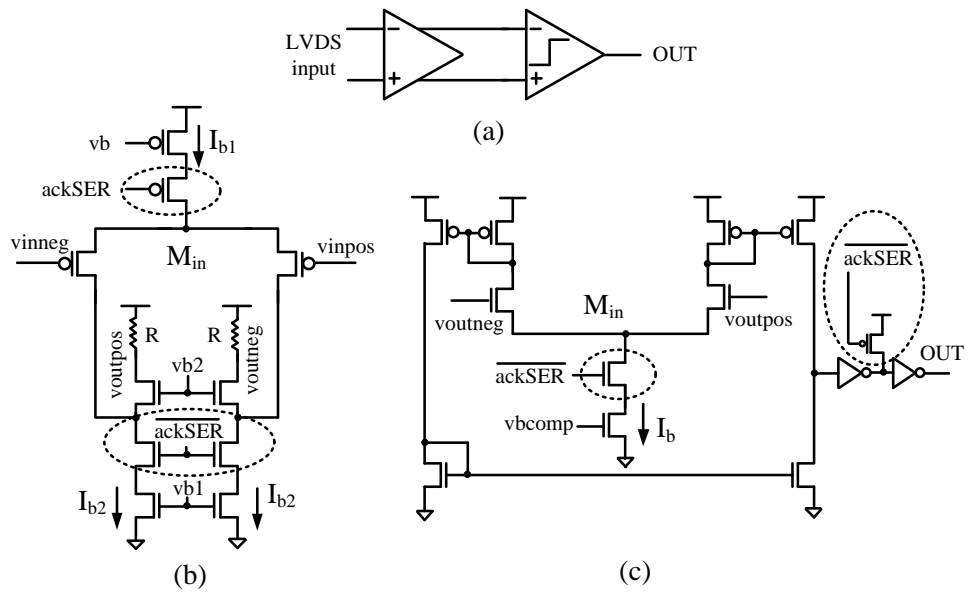 LVDS
input
−
+
−
+
OUT
(a)
vb
I_b1
ackSER
vinneg
M_in
vinpos
R
R
voutpos
voutneg
vb2
ackSER
vb1
I_b2
I_b2
(b)
ackSER
M_in
voutneg
voutpos
OUT
ackSER
vbcomp
I_b
(c)